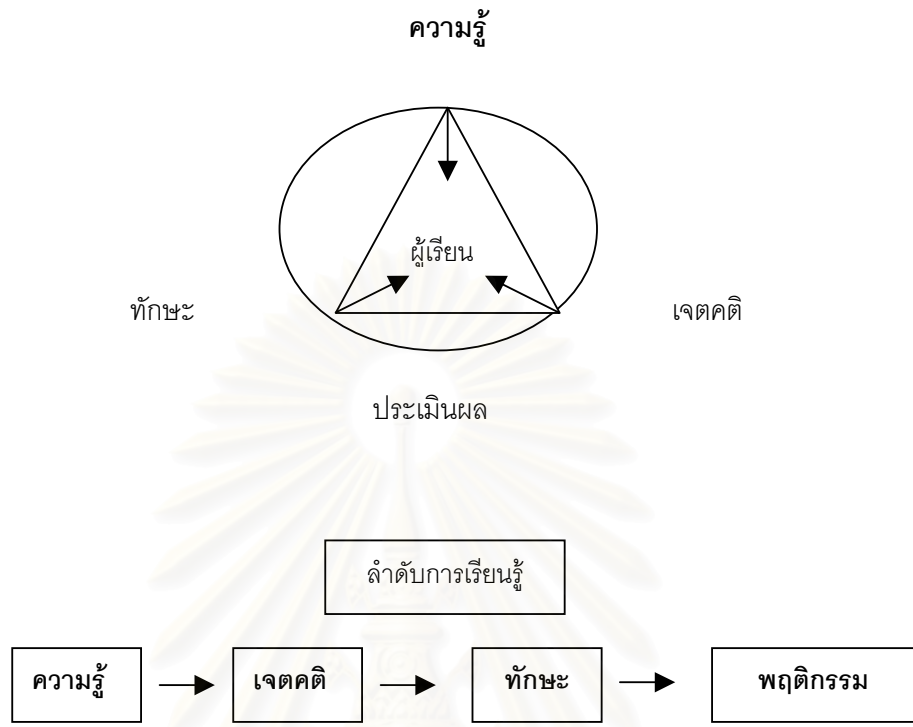 ความรู้
ผู้เรียน
ทักษะ เจตคติ
ประเมินผล
ลำดับการเรียนรู้
ความรู้ เจตคติ ทักษะ พฤติกรรม